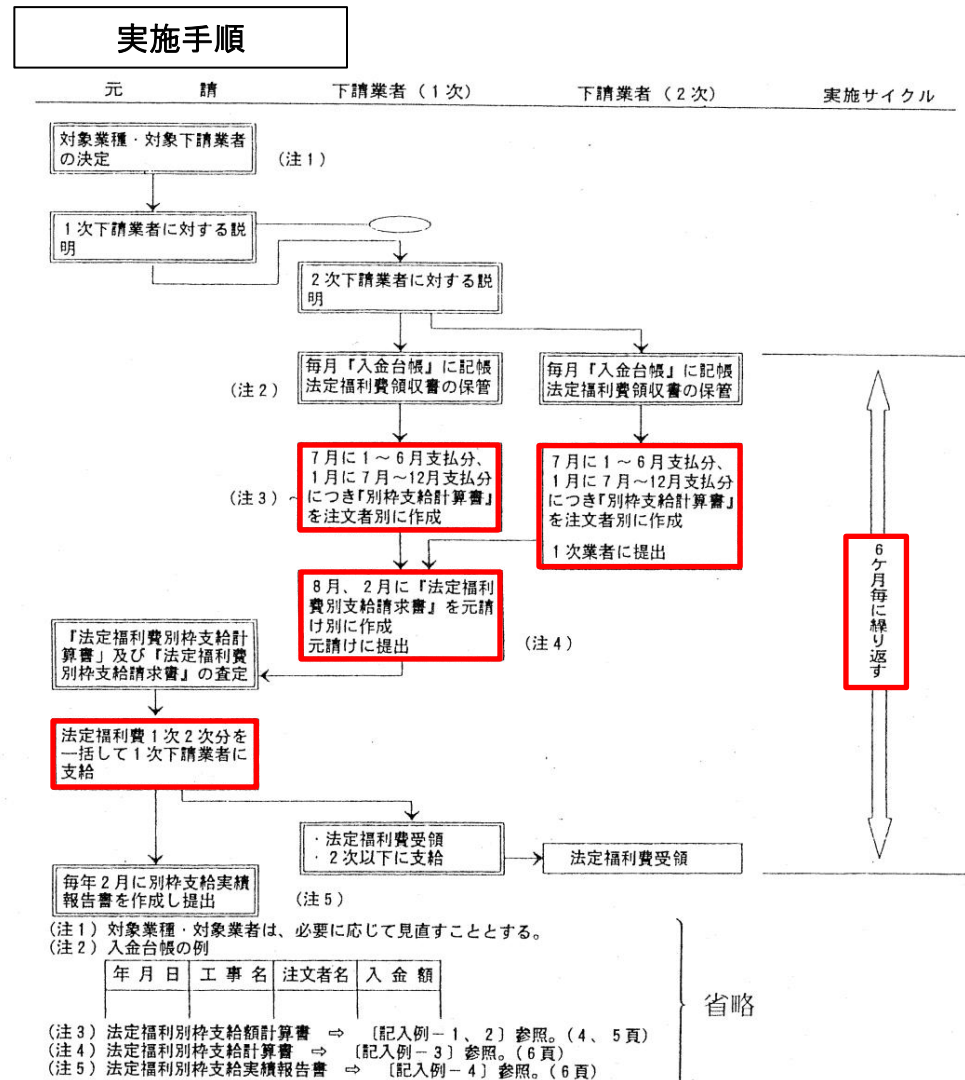 実施手順
元　　請　　下請業者（1次）　　下請業者（2次）　　実施サイクル
対象業種・対象下請業者
の決定
（注1）
1次下請業者に対する説
明
2次下請業者に対する説
明
毎月『入金台帳』に記帳
法定福利費領収書の保管
（注2）
毎月『入金台帳』に記帳
法定福利費領収書の保管
7月に1～6月支払分、
1月に7月～12月支払分
につき『別枠支給計算書』
を注文者別に作成
（注3）～
7月に1～6月支払分、
1月に7月～12月支払分
につき『別枠支給計算書』
を注文者別に作成
1次業者に提出
6ケ月毎に繰り返す
8月、2月に『法定福利
費別支給請求書』を元請
け別に作成
元請けに提出
（注4）
『法定福利費別枠支給計
算書」及び『法定福利費
別枠支給請求書』の査定
法定福利費1次2次分を
一括して1次下請業者に
支給
・法定福利費受領
・2次以下に支給
法定福利費受領
毎年2月に別枠支給実績
報告書を作成し提出
（注5）
（注1）対象業種・対象業者は、必要に応じて見直すこととする。
（注2）入金台帳の例
年月日　工事名　注文者名　入金額
省略
（注3）法定福利別枠支給額計算書　⇒　〔記入例－1、2〕参照。（4、5頁）
（注4）法定福利別枠支給計算書　⇒　〔記入例－3〕参照。（6頁）
（注5）法定福利別枠支給実績報告書　⇒　〔記入例－4〕参照。（6頁）